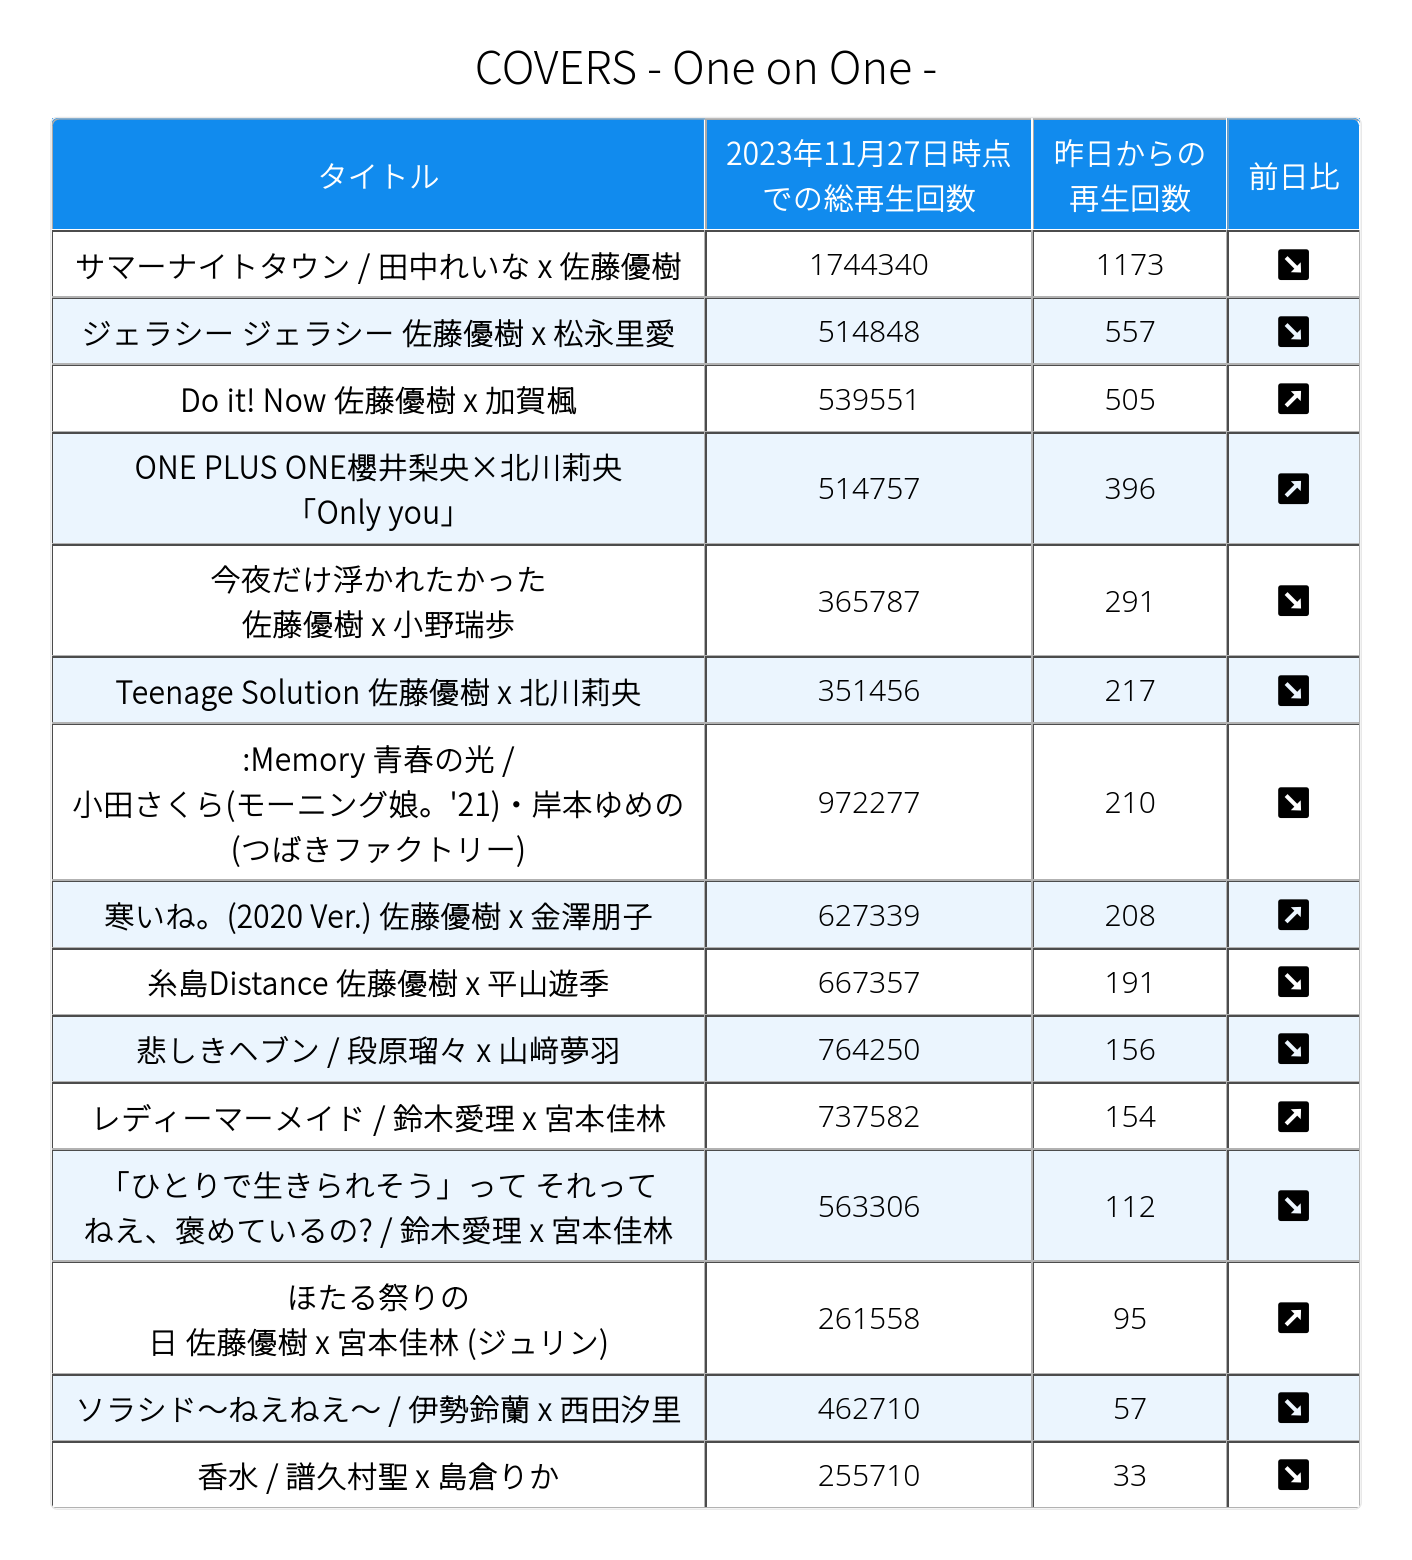 COVERS - One on One -
タイトル
2023年11月27日時点
での総再生回数
昨日からの
再生回数
前日比
サマーナイトタウン / 田中れいな x 佐藤優樹
1744340
1173
ジェラシー ジェラシー 佐藤優樹 x 松永里愛
514848
557
Do it! Now 佐藤優樹 x 加賀楓
539551
505
ONE PLUS ONE櫻井梨央×北川莉央
「Only you」
514757
396
今夜だけ浮かれたかった
佐藤優樹 x 小野瑞歩
365787
291
Teenage Solution 佐藤優樹 x 北川莉央
351456
217
:Memory 青春の光 /
小田さくら(モーニング娘。'21)・岸本ゆめの
(つばきファクトリー)
972277
210
寒いね。(2020 Ver.) 佐藤優樹 x 金澤朋子
627339
208
糸島Distance 佐藤優樹 x 平山遊季
667357
191
悲しきヘブン / 段原瑠々 x 山﨑夢羽
764250
156
レディーマーメイド / 鈴木愛理 x 宮本佳林
737582
154
「ひとりで生きられそう」って それって
ねえ、褒めているの? / 鈴木愛理 x 宮本佳林
563306
112
ほたる祭りの
日 佐藤優樹 x 宮本佳林 (ジュリン)
261558
95
ソラシド～ねえねえ～ / 伊勢鈴蘭 x 西田汐里
462710
57
香水 / 譜久村聖 x 島倉りか
255710
33